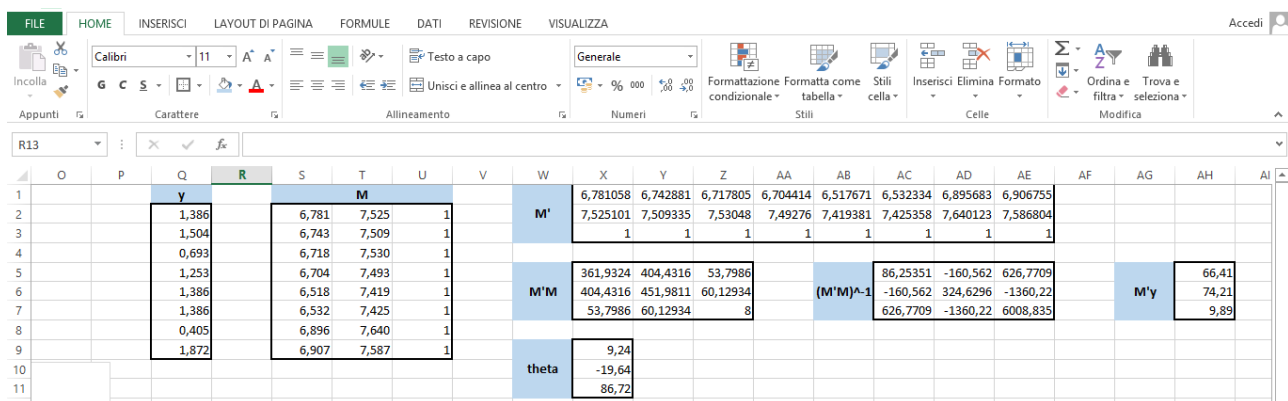 FILE HOME INSERISCI LAYOUT DI PAGINA FORMULE DATI REVISIONE VISUALIZZA Accedi
Incolla Calibri 11 A A Testo a capo Generale Formattazione condizionale Formatta come tabella Stili cella Inserisci Elimina Formato Ordina e filtra Trova e seleziona
G C S A Unisci e allinea al centro % 000
Appunti Carattere Allineamento Numeri Stili Celle Modifica
R13 fx
O P Q R S T U V W X Y Z AA AB AC AD AE AF AG AH AI
1 y M 6,781058 6,742881 6,717805 6,704414 6,517671 6,532334 6,895683 6,906755
2 1,386 6,781 7,525 1 M' 7,525101 7,509335 7,53048 7,49276 7,419381 7,425358 7,640123 7,586804
3 1,504 6,743 7,509 1 1 1 1 1 1 1 1 1
4 0,693 6,718 7,530 1
5 1,253 6,704 7,493 1 361,9324 404,4316 53,7986 86,25351 -160,562 626,7709 66,41
6 1,386 6,518 7,419 1 M'M 404,4316 451,9811 60,12934 (M'M)^-1 -160,562 324,6296 -1360,22 M'y 74,21
7 1,386 6,532 7,425 1 53,7986 60,12934 8 626,7709 -1360,22 6008,835 9,89
8 0,405 6,896 7,640 1
9 1,872 6,907 7,587 1 9,24
10 theta -19,64
11 86,72